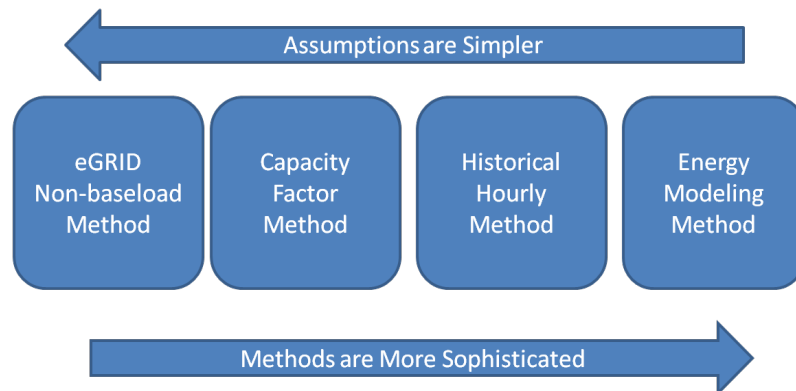 Assumptions are Simpler
eGRID
Non-baseload
Method
Capacity
Factor
Method
Historical
Hourly
Method
Energy
Modeling
Method
Methods are More Sophisticated